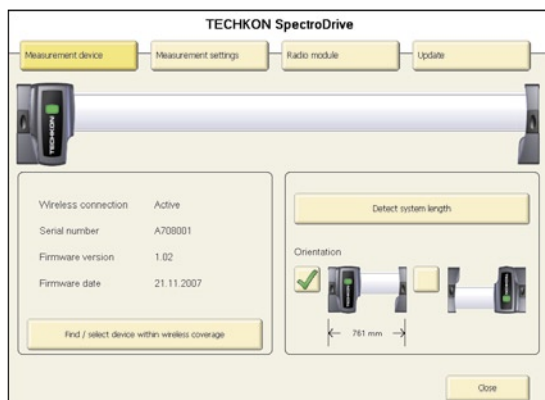 TECHKON SpectroDrive
Measurement device
Measurement settings
Radio module
Update
TECHKON
Wireless connection Active
Serial number A708001
Firmware version 1.02
Firmware date 21.11.2007
Find / select device within wireless coverage
Detect system length
Orientation
761 mm
Close